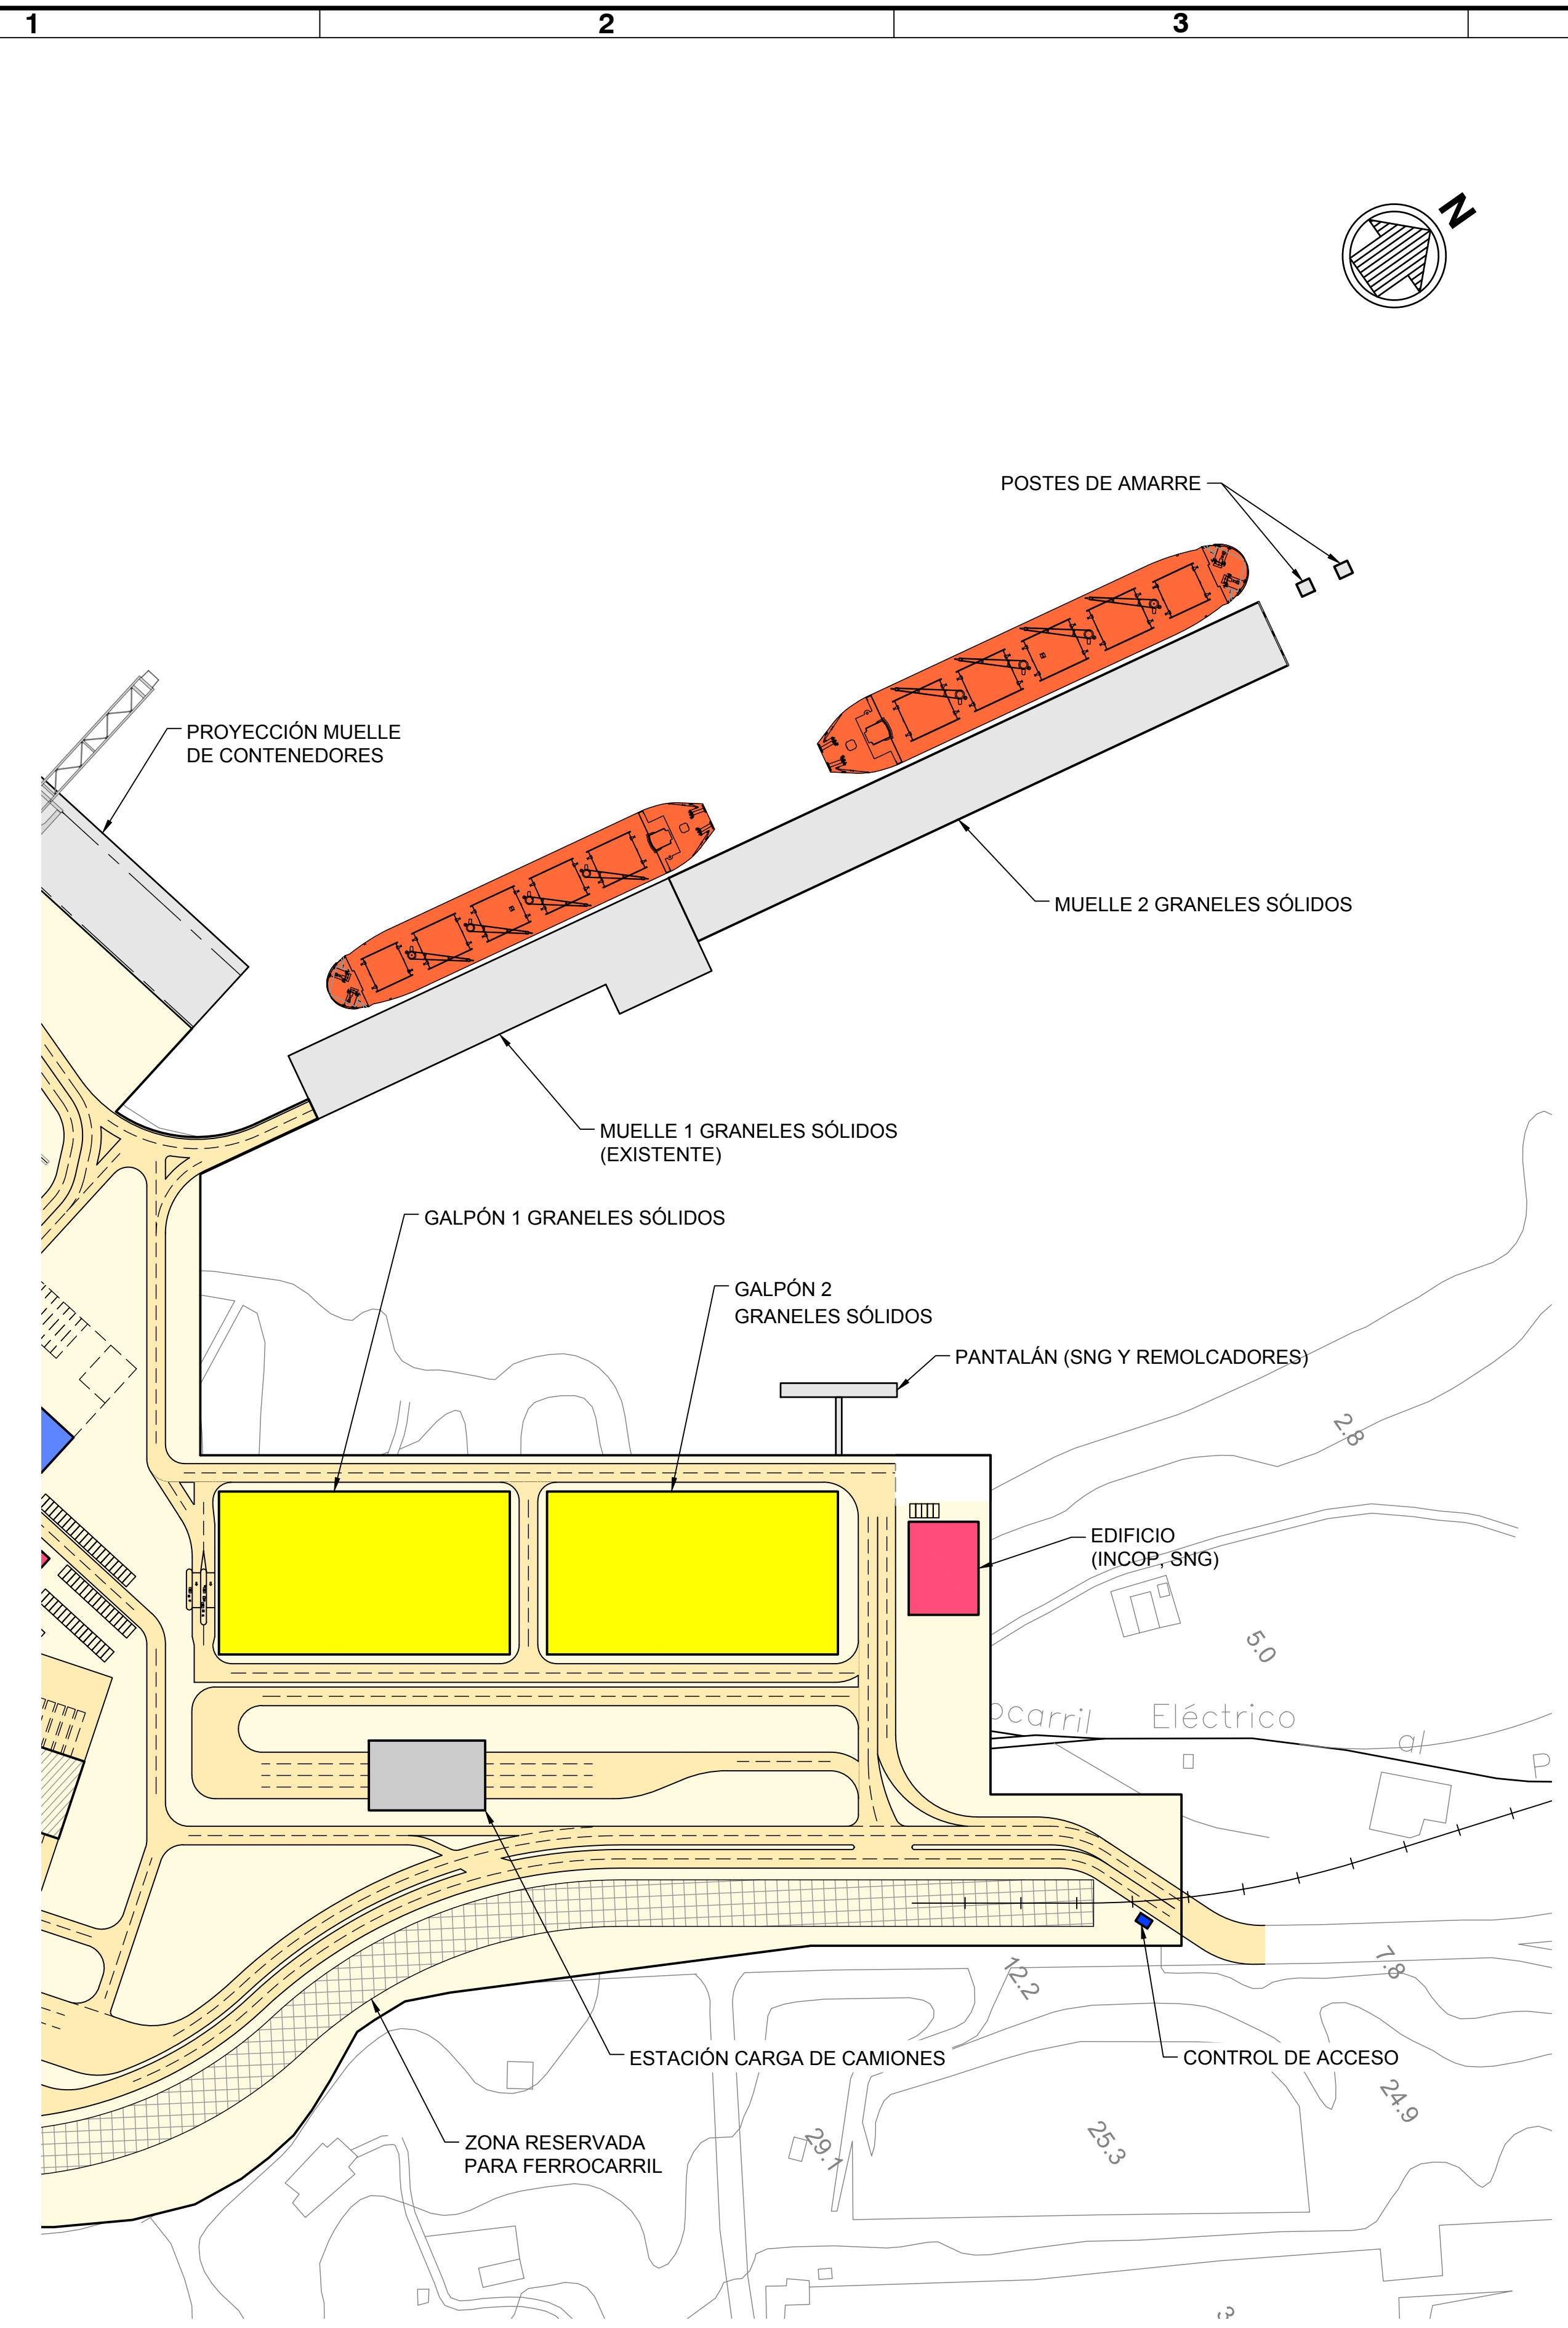 1
2
3
N
POSTES DE AMARRE
PROYECCIÓN MUELLE
DE CONTENEDORES
MUELLE 2 GRANELES SÓLIDOS
MUELLE 1 GRANELES SÓLIDOS
(EXISTENTE)
GALPÓN 1 GRANELES SÓLIDOS
GALPÓN 2
GRANELES SÓLIDOS
PANTALÁN (SNG Y REMOLCADORES)
2.8
EDIFICIO
(INCOP, SNG)
5.0
ocarril Eléctrico al P
12.2
7.8
ESTACIÓN CARGA DE CAMIONES
CONTROL DE ACCESO
24.9
ZONA RESERVADA
PARA FERROCARRIL
29.1
25.3